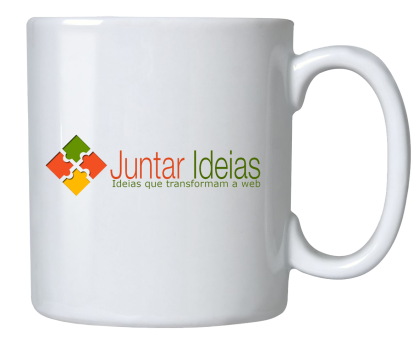 Juntar Ideias
Ideias que transformam a web